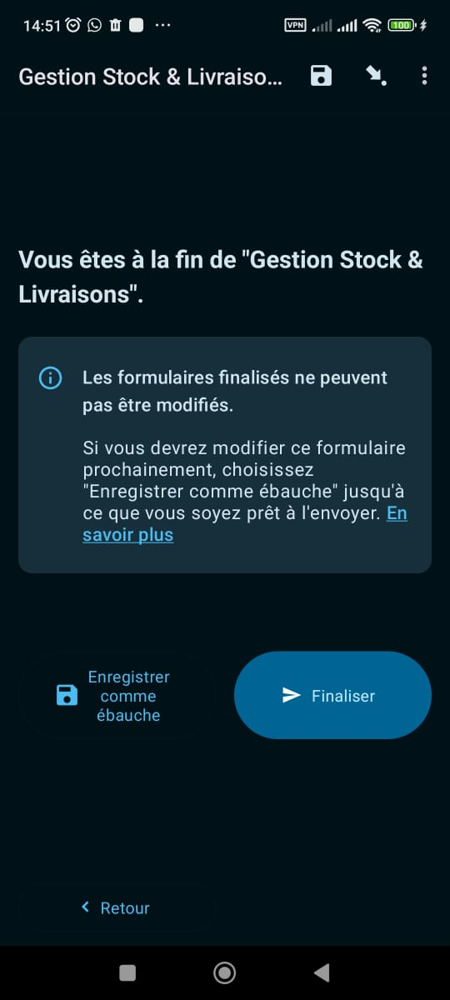 14:51
VPN
100
Gestion Stock & Livraiso...
Vous êtes à la fin de "Gestion Stock &
Livraisons".
Les formulaires finalisés ne peuvent
pas être modifiés.
Si vous devrez modifier ce formulaire
prochainement, choisissez
"Enregistrer comme ébauche" jusqu'à
ce que vous soyez prêt à l'envoyer. En
savoir plus
Enregistrer
comme
ébauche
Finaliser
Retour